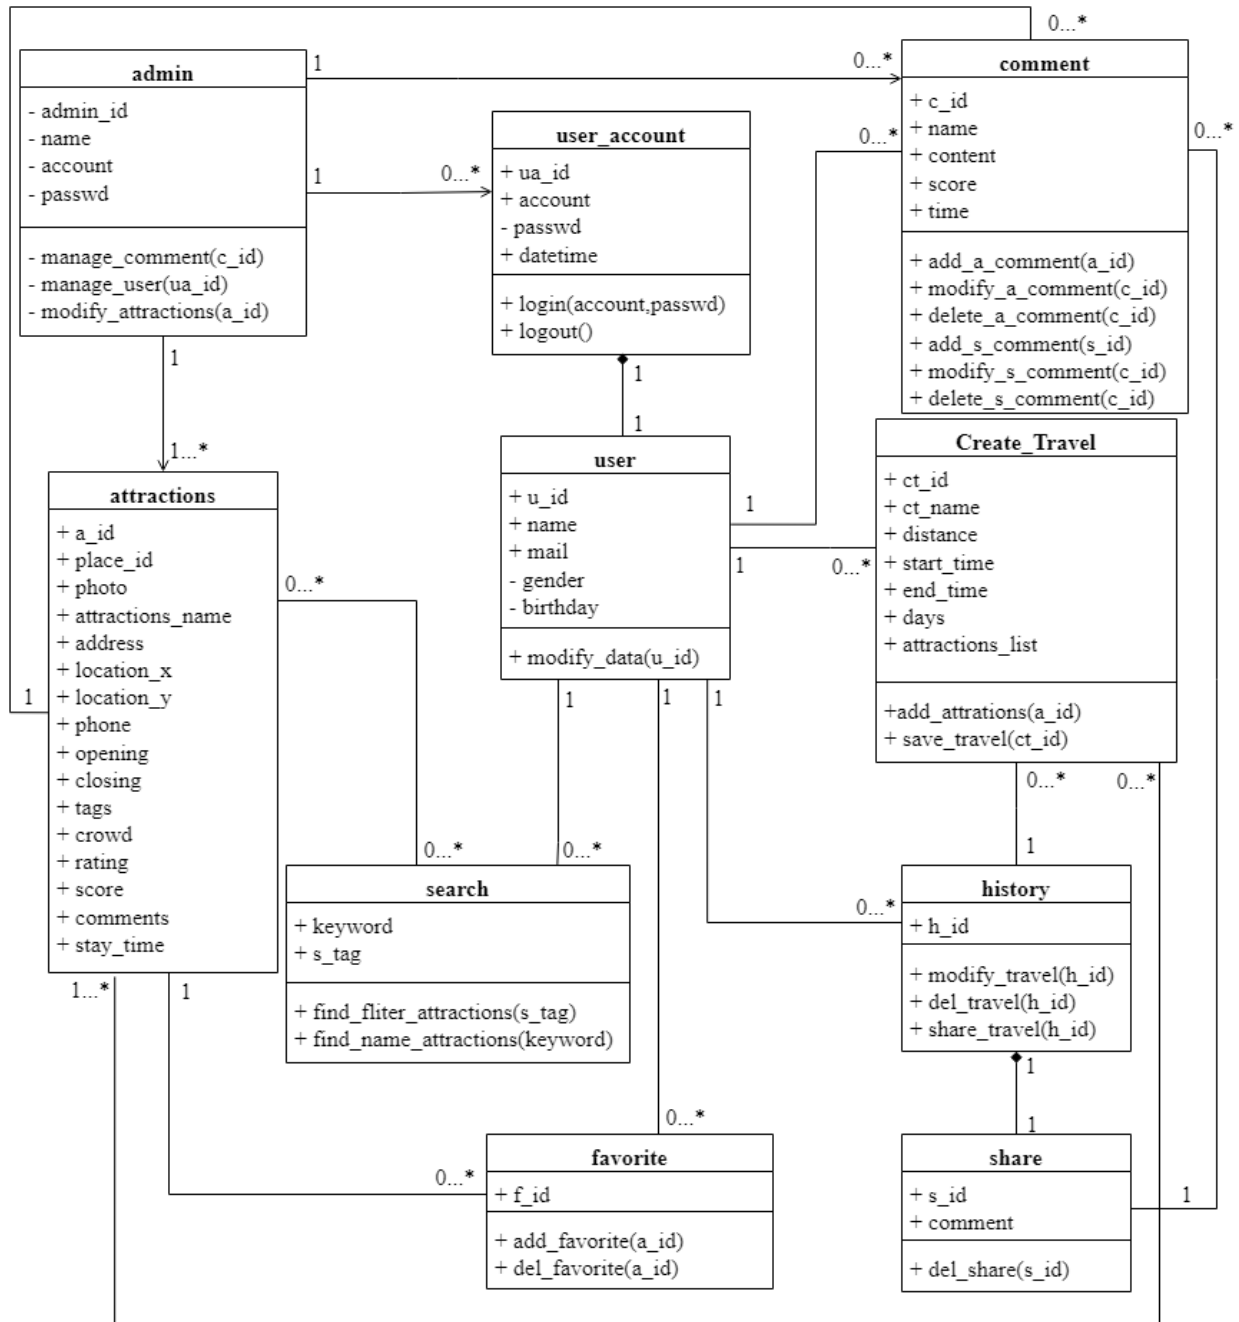 0...*
admin
- admin_id
- name
- account
- passwd
- manage_comment(c_id)
- manage_user(ua_id)
- modify_attractions(a_id)
1
0...*
1
0...*
user_account
+ ua_id
+ account
- passwd
+ datetime
+ login(account,passwd)
+ logout()
comment
+ c_id
+ name
+ content
+ score
+ time
+ add_a_comment(a_id)
+ modify_a_comment(c_id)
+ delete_a_comment(c_id)
+ add_s_comment(s_id)
+ modify_s_comment(c_id)
+ delete_s_comment(c_id)
0...*
0...*
1
1...*
1
1
user
+ u_id
+ name
+ mail
- gender
- birthday
+ modify_data(u_id)
1
1
0...*
Create_Travel
+ ct_id
+ ct_name
+ distance
+ start_time
+ end_time
+ days
+ attractions_list
+add_attrations(a_id)
+ save_travel(ct_id)
attractions
+ a_id
+ place_id
+ photo
+ attractions_name
+ address
+ location_x
+ location_y
+ phone
+ opening
+ closing
+ tags
+ crowd
+ rating
+ score
+ comments
+ stay_time
0...*
1
1
1
1
0...*
0...*
0...*
0...*
1
search
+ keyword
+ s_tag
+ find_fliter_attractions(s_tag)
+ find_name_attractions(keyword)
0...*
history
+ h_id
+ modify_travel(h_id)
+ del_travel(h_id)
+ share_travel(h_id)
1...*
1
1
1
0...*
0...*
favorite
+ f_id
+ add_favorite(a_id)
+ del_favorite(a_id)
share
+ s_id
+ comment
+ del_share(s_id)
1